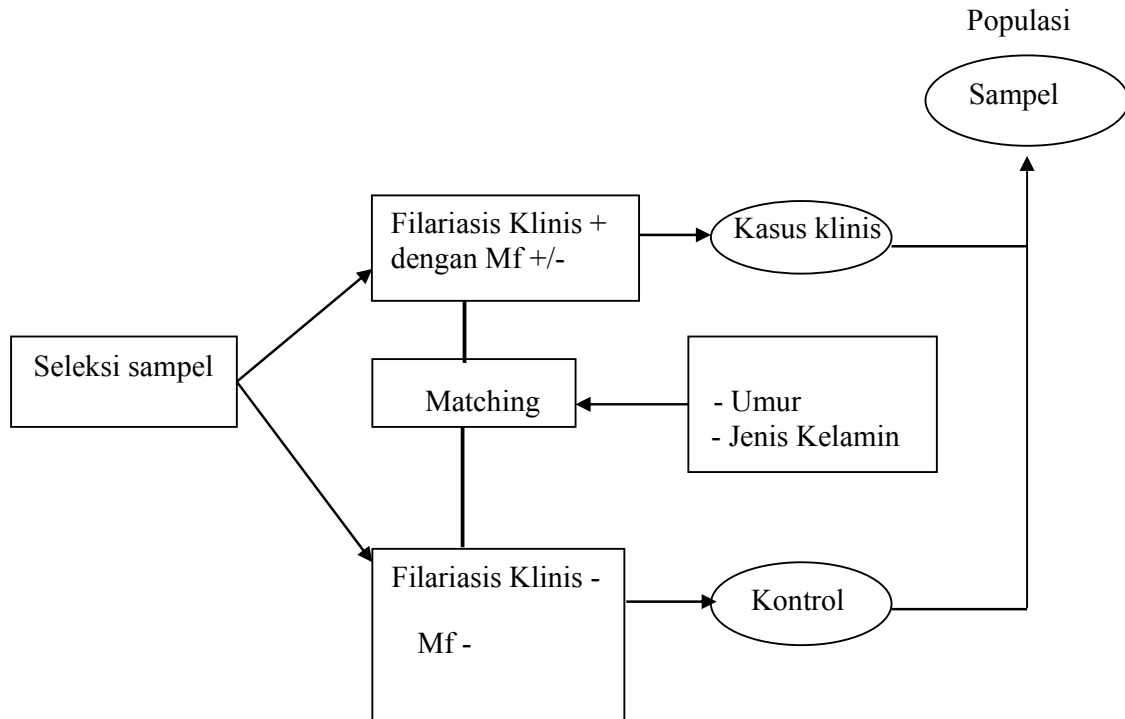 Populasi
Sampel
Filariasis Klinis +
dengan Mf +/-
Kasus klinis
Seleksi sampel
Matching
- Umur
- Jenis Kelamin
Filariasis Klinis -
Mf -
Kontrol